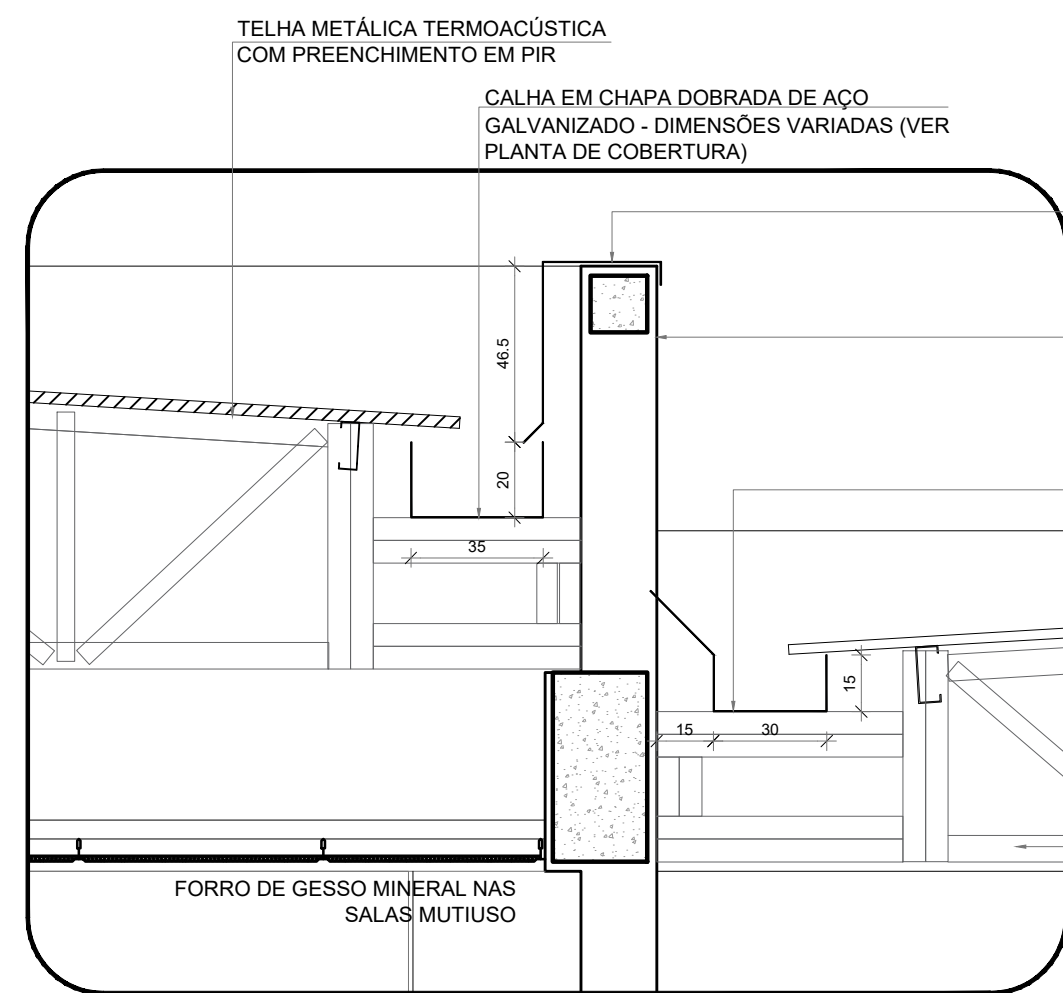 TELHA METÁLICA TERMOACÚSTICA
COM PREENCHIMENTO EM PIR
CALHA EM CHAPA DOBRADA DE AÇO
GALVANIZADO - DIMENSÕES VARIADAS (VER
PLANTA DE COBERTURA)
46.5
20
35
15
15
30
FORRO DE GESSO MINERAL NAS
SALAS MUTIUSO